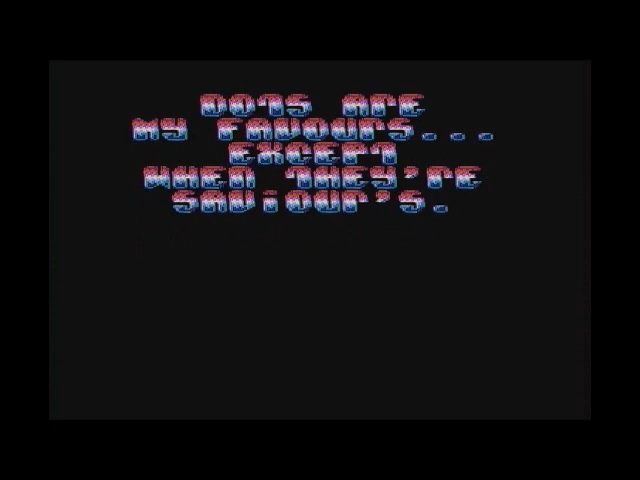 DOTS ARE
MY FAVOURS...
EXCEPT
WHEN THEY'RE
SAViOUR'S.